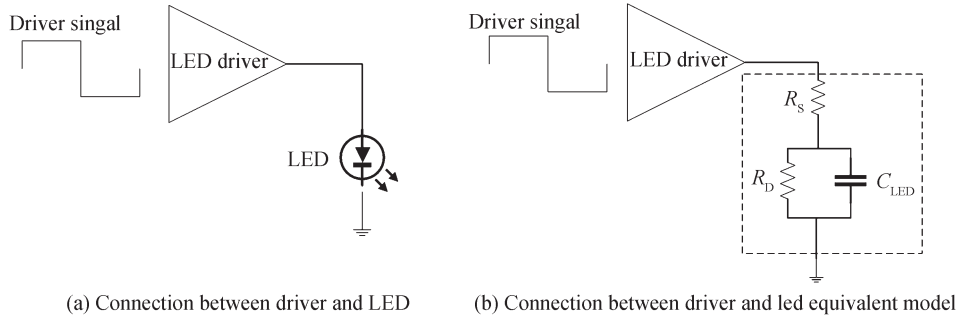 Driver singal
LED driver
LED
(a) Connection between driver and LED
Driver singal
LED driver
R_S
R_D
C_LED
(b) Connection between driver and led equivalent model